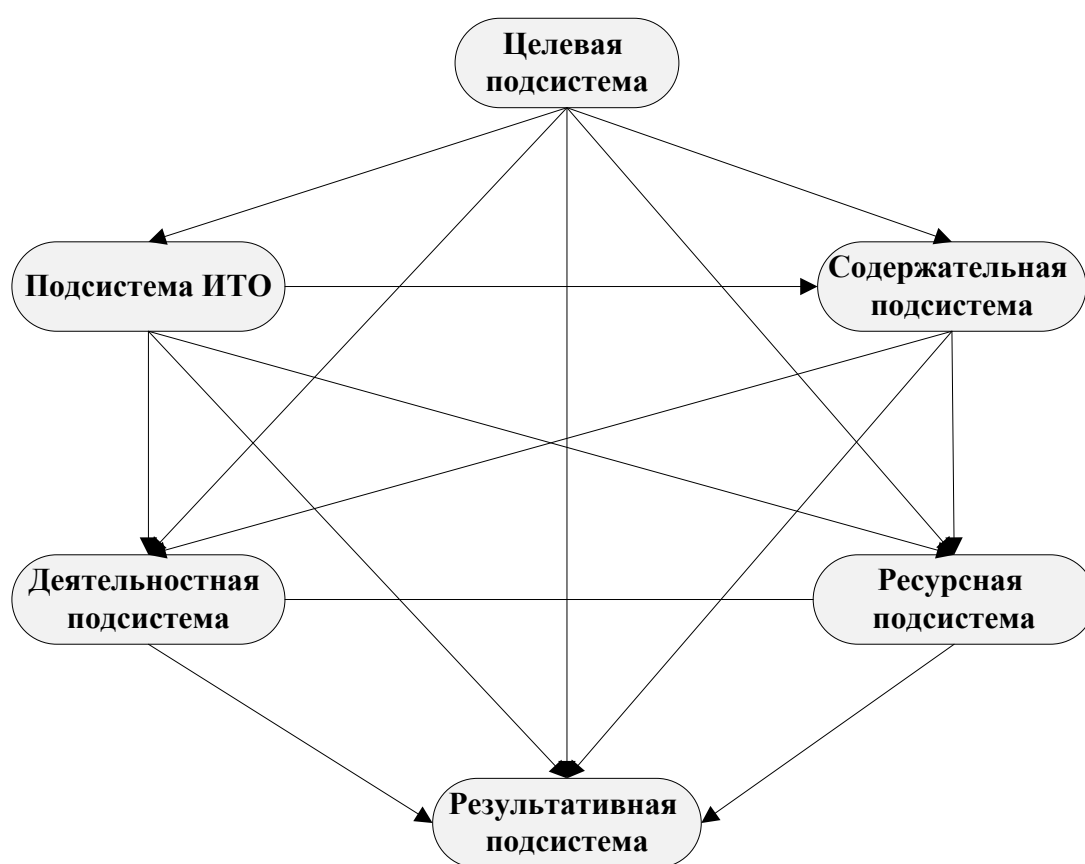 Целевая
подсистема
Подсистема ИТО
Содержательная
подсистема
Деятельностная
подсистема
Ресурсная
подсистема
Результативная
подсистема